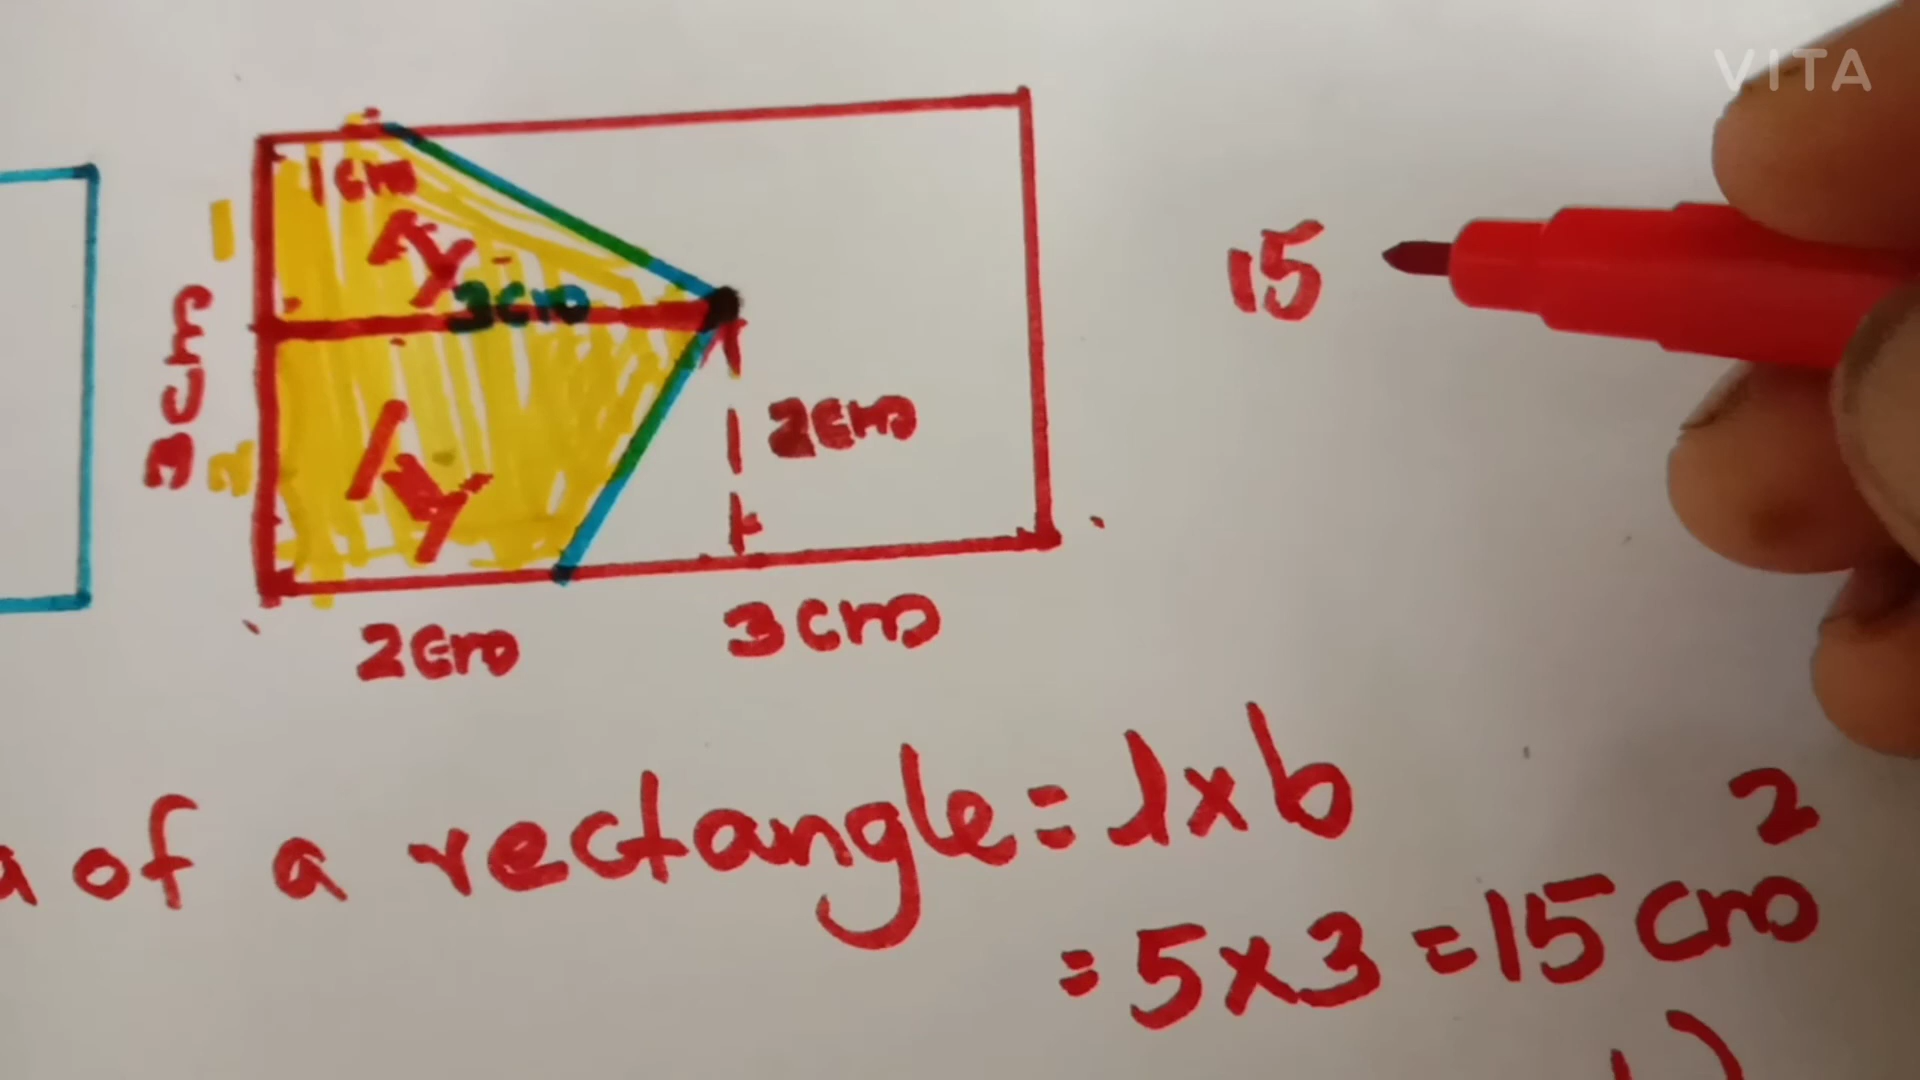 VITA
1cm
3cm
15
3cm
2cm
2cm
3cm
of a rectangle = l x b
= 5 x 3 = 15 cm²